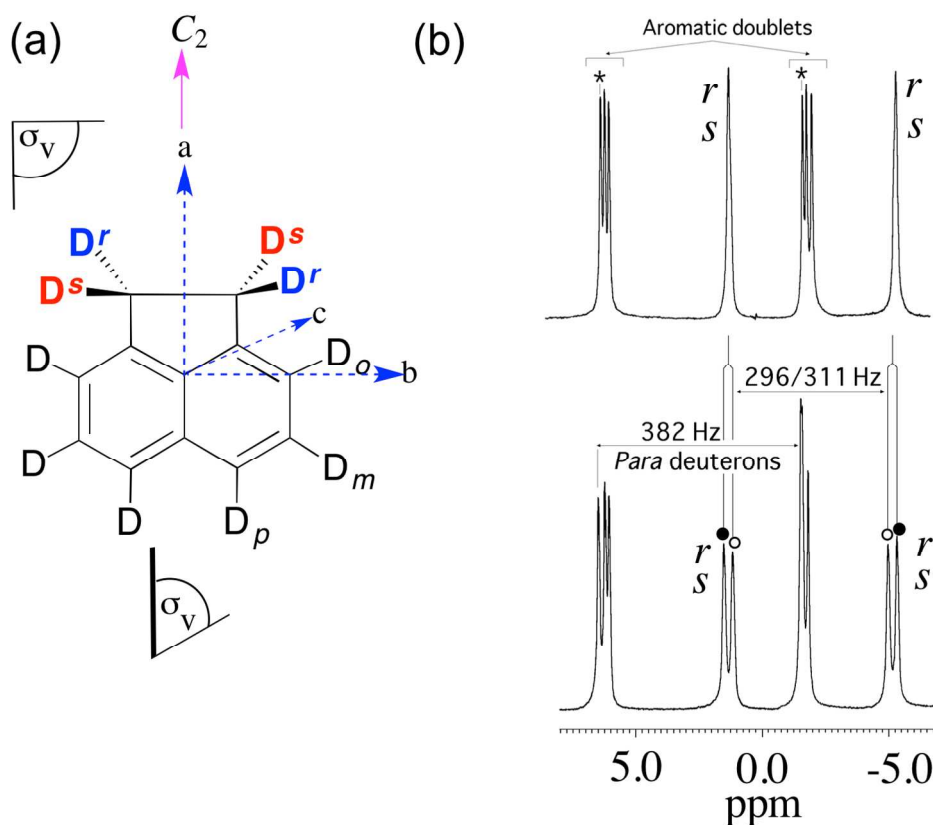 (a)
C2
σv
a
Dr
Ds
Ds
Dr
c
D
Do
b
D
Dm
D
Dp
σv
(b)
Aromatic doublets
*
r
s
*
r
s
296/311 Hz
382 Hz
Para deuterons
r
s
r
s
5.0 0.0 -5.0
ppm